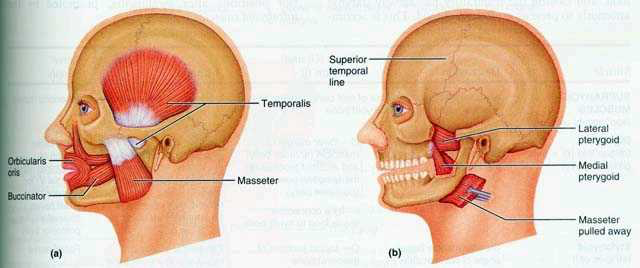 Temporalis
Orbicularis
oris
Buccinator
Masseter
(a)
Superior
temporal
line
Lateral
pterygoid
Medial
pterygoid
Masseter
pulled away
(b)